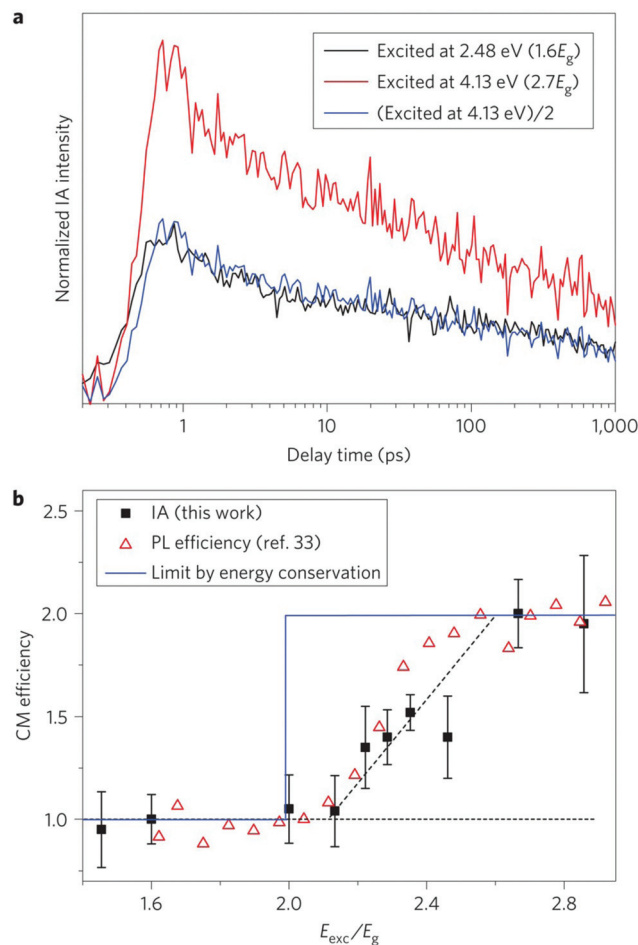 a
Excited at 2.48 eV (1.6Eg)
Excited at 4.13 eV (2.7Eg)
(Excited at 4.13 eV)/2
Normalized IA intensity
1
10
100
1,000
Delay time (ps)
b
2.5
IA (this work)
PL efficiency (ref. 33)
Limit by energy conservation
2.0
CM efficiency
1.5
1.0
1.6
2.0
2.4
2.8
Eexc/Eg